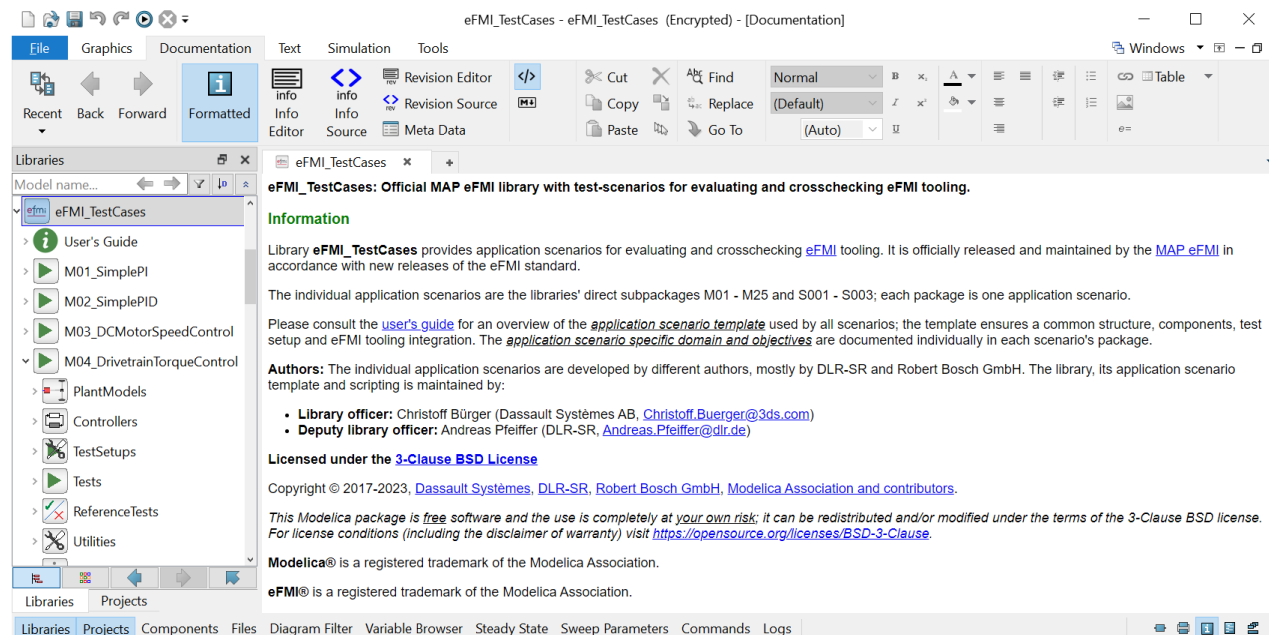 eFMI_TestCases - eFMI_TestCases (Encrypted) - [Documentation]
File Graphics Documentation Text Simulation Tools Windows
Recent Back Forward Formatted
info Info Editor
info Info Source
rev Revision Editor
rev Revision Source
Meta Data
</> M↓
Cut Copy Paste
Find Replace Go To
Normal (Default) (Auto)
B x₂ A
I x²
U
Table
e=
Libraries
Model name...
efmi eFMI_TestCases
User's Guide
M01_SimplePI
M02_SimplePID
M03_DCMotorSpeedControl
M04_DrivetrainTorqueControl
PlantModels
Controllers
TestSetups
Tests
ReferenceTests
Utilities
Libraries Projects
eFMI_TestCases
eFMI_TestCases: Official MAP eFMI library with test-scenarios for evaluating and crosschecking eFMI tooling.
Information
Library eFMI_TestCases provides application scenarios for evaluating and crosschecking eFMI tooling. It is officially released and maintained by the MAP eFMI in
accordance with new releases of the eFMI standard.
The individual application scenarios are the libraries' direct subpackages M01 - M25 and S001 - S003; each package is one application scenario.
Please consult the user's guide for an overview of the application scenario template used by all scenarios; the template ensures a common structure, components, test
setup and eFMI tooling integration. The application scenario specific domain and objectives are documented individually in each scenario's package.
Authors: The individual application scenarios are developed by different authors, mostly by DLR-SR and Robert Bosch GmbH. The library, its application scenario
template and scripting is maintained by:
• Library officer: Christoff Bürger (Dassault Systèmes AB, Christoff.Buerger@3ds.com)
• Deputy library officer: Andreas Pfeiffer (DLR-SR, Andreas.Pfeiffer@dlr.de)
Licensed under the 3-Clause BSD License
Copyright © 2017-2023, Dassault Systèmes, DLR-SR, Robert Bosch GmbH, Modelica Association and contributors.
This Modelica package is free software and the use is completely at your own risk; it can be redistributed and/or modified under the terms of the 3-Clause BSD license.
For license conditions (including the disclaimer of warranty) visit https://opensource.org/licenses/BSD-3-Clause.
Modelica® is a registered trademark of the Modelica Association.
eFMI® is a registered trademark of the Modelica Association.
Libraries Projects Components Files Diagram Filter Variable Browser Steady State Sweep Parameters Commands Logs